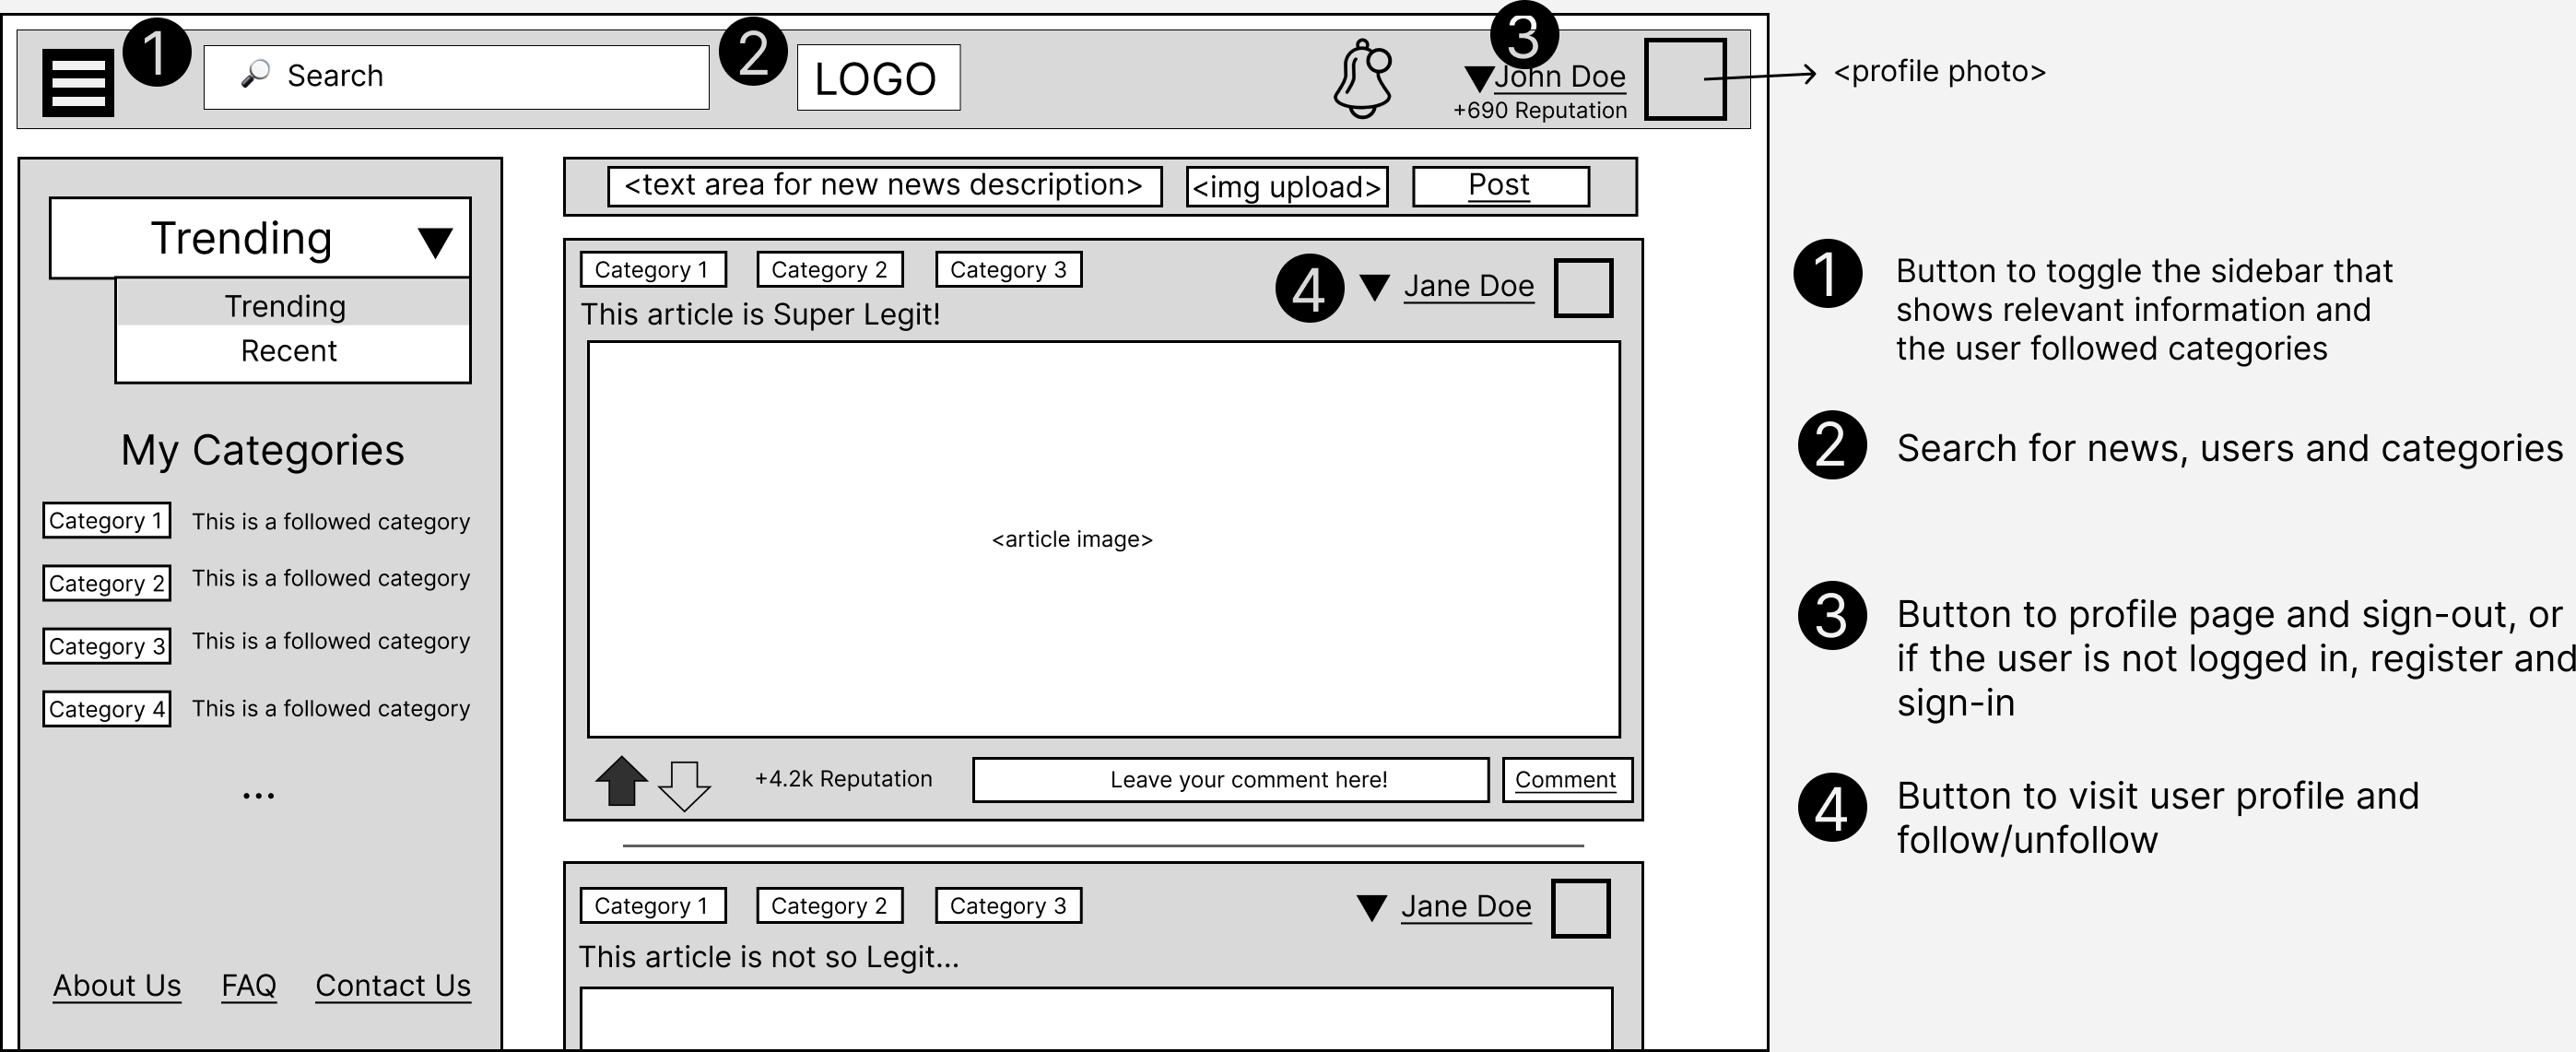 1
Search
2
LOGO
3
John Doe
+690 Reputation
<profile photo>
Trending
Trending
Recent
My Categories
Category 1 This is a followed category
Category 2 This is a followed category
Category 3 This is a followed category
Category 4 This is a followed category
...
About Us FAQ Contact Us
<text area for new news description> <img upload> Post
Category 1 Category 2 Category 3
4 Jane Doe
This article is Super Legit!
<article image>
+4.2k Reputation Leave your comment here! Comment
Category 1 Category 2 Category 3 Jane Doe
This article is not so Legit...
1 Button to toggle the sidebar that
shows relevant information and
the user followed categories
2 Search for news, users and categories
3 Button to profile page and sign-out, or
if the user is not logged in, register and
sign-in
4 Button to visit user profile and
follow/unfollow